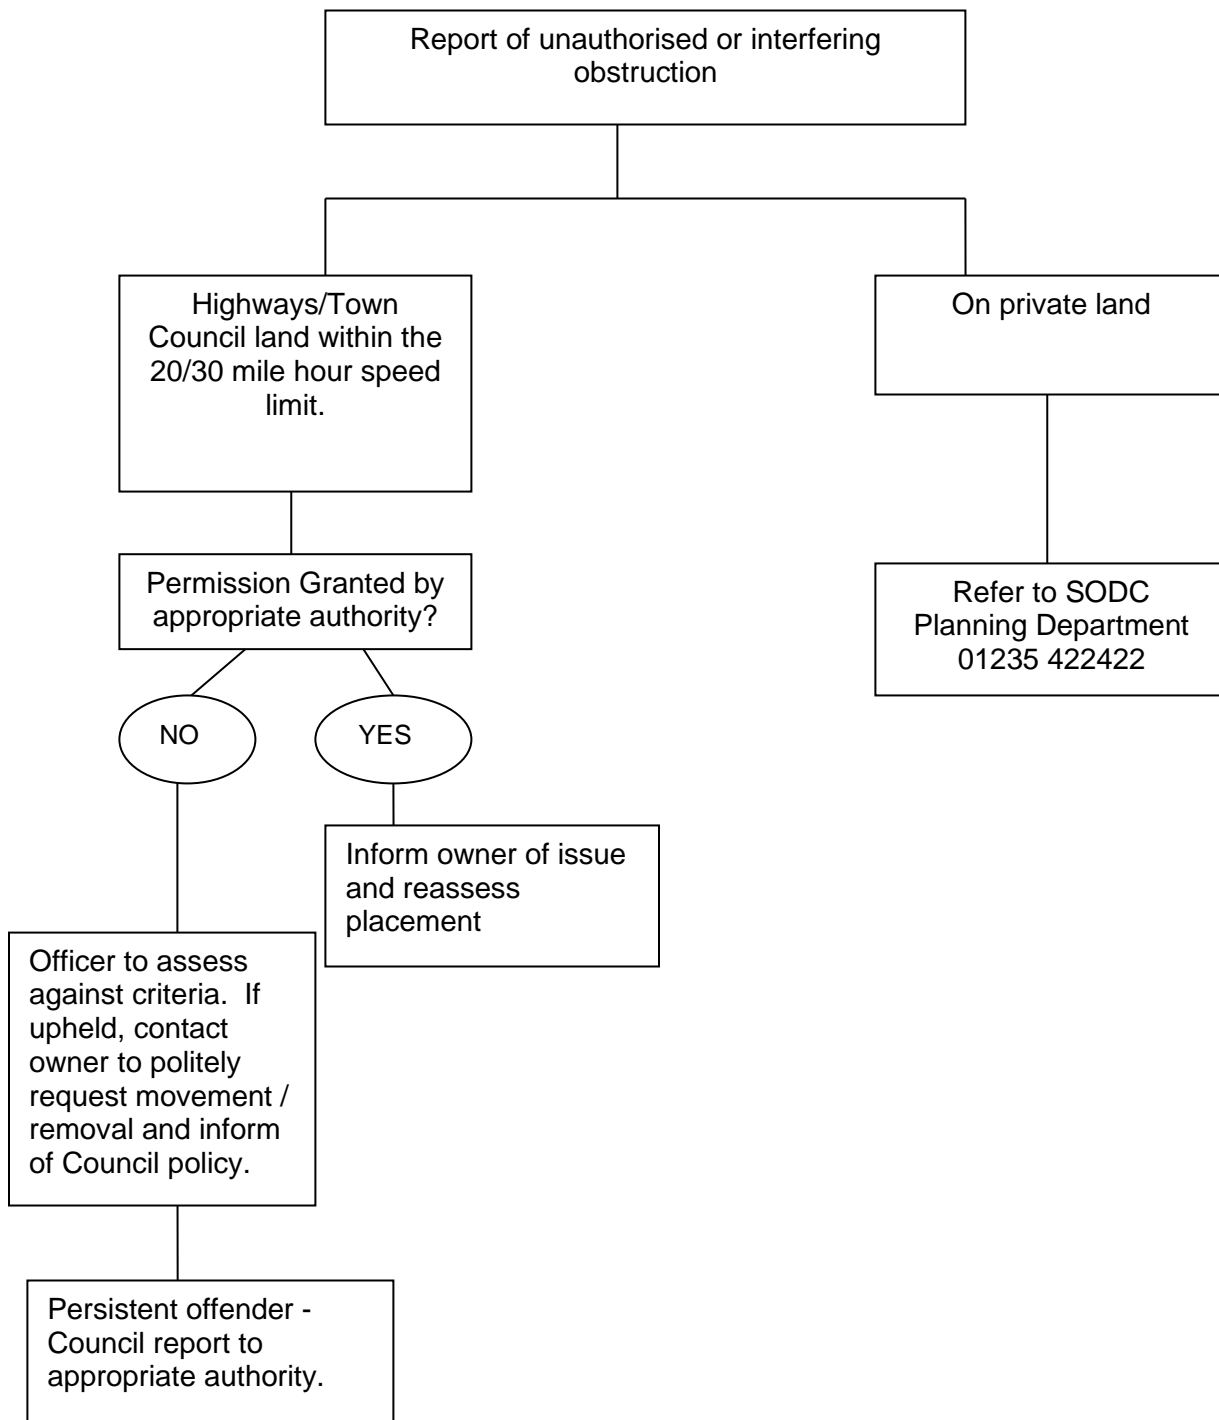 Report of unauthorised or interfering
obstruction
Highways/Town
Council land within the
20/30 mile hour speed
limit.
On private land
Permission Granted by
appropriate authority?
Refer to SODC
Planning Department
01235 422422
NO
YES
Inform owner of issue
and reassess
placement
Officer to assess
against criteria.  If
upheld, contact
owner to politely
request movement /
removal and inform
of Council policy.
Persistent offender -
Council report to
appropriate authority.